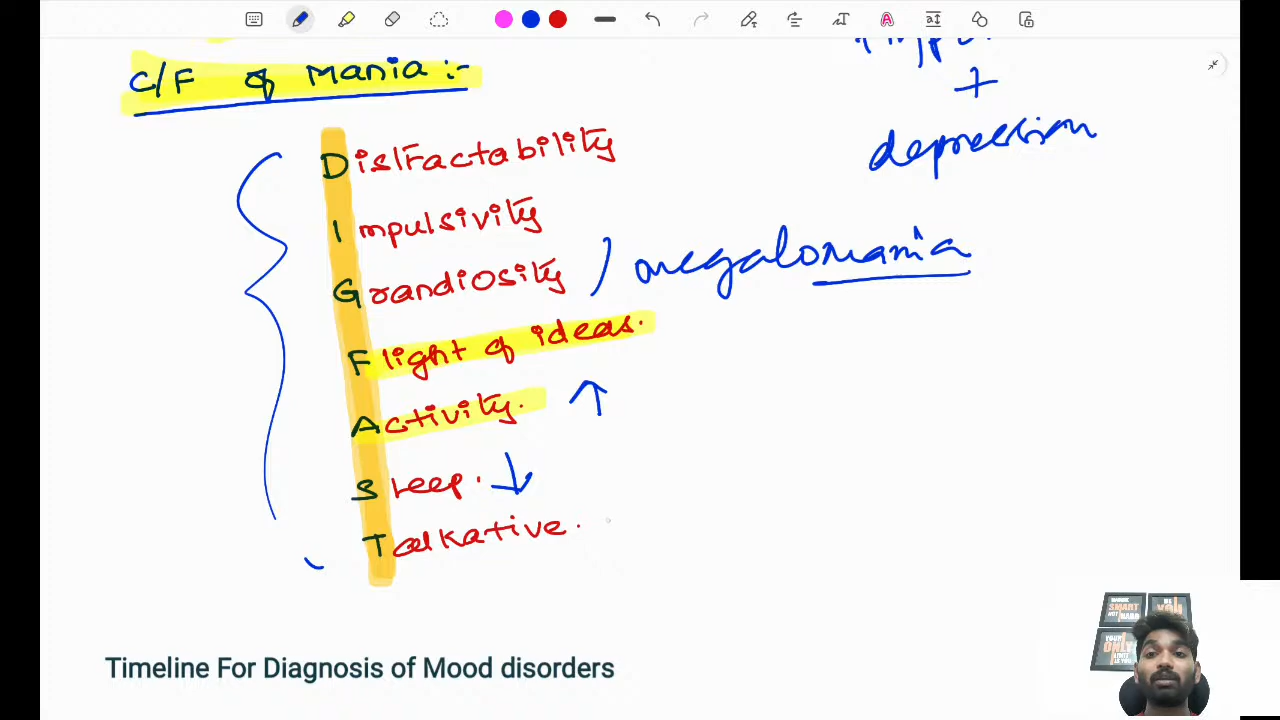 C/F of Mania :-
+
depression
Distractability
Impulsivity
Grandiosity / megalomania
Flight of ideas.
Activity. ↑
Sleep. ↓
Talkative.
Timeline For Diagnosis of Mood disorders